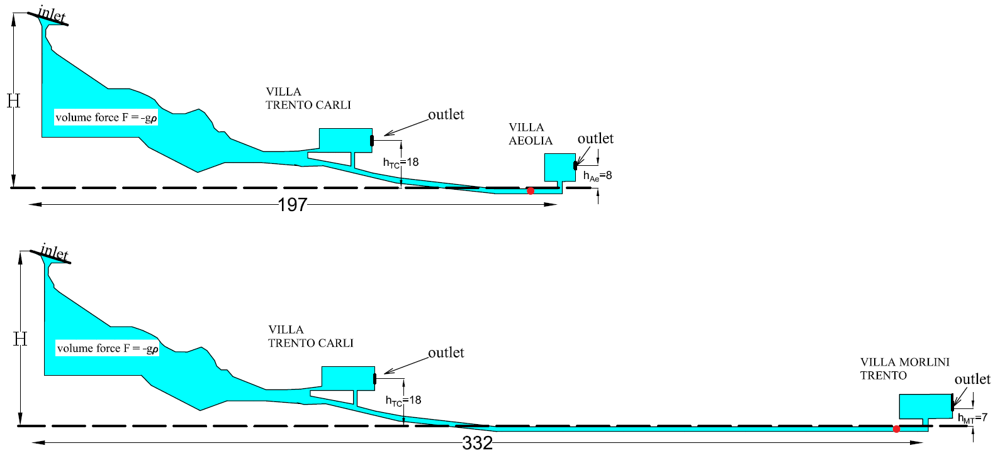 inlet
H
VILLA
TRENTO CARLI
outlet
volume force F = -gρ
hTC=18
VILLA
AEOLIA
outlet
hAe=8
197
inlet
H
VILLA
TRENTO CARLI
outlet
volume force F = -gρ
hTC=18
VILLA MORLINI
TRENTO
outlet
hMT=7
332